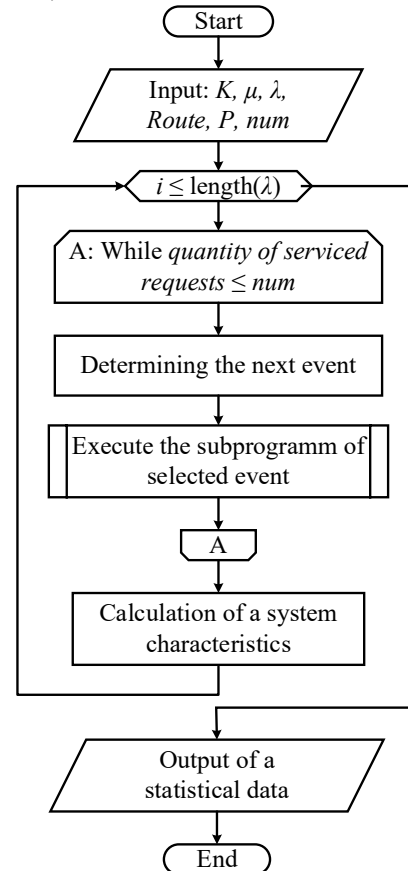 Start
Input: K, μ, λ,
Route, P, num
i ≤ length(λ)
A: While quantity of serviced
requests ≤ num
Determining the next event
Execute the subprogramm of
selected event
A
Calculation of a system
characteristics
Output of a
statistical data
End